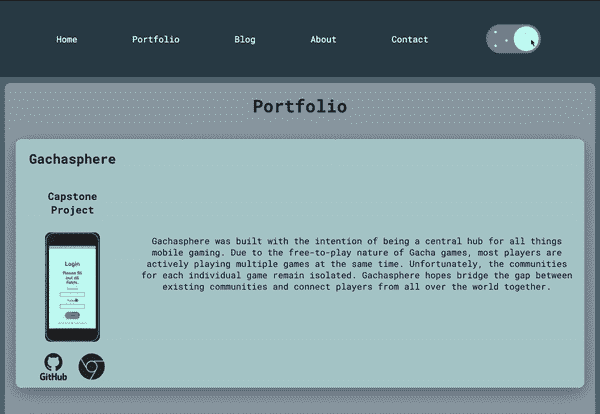 Home Portfolio Blog About Contact
Portfolio
Gachasphere
Capstone
Project
Login
Please fill
out all
fields.
Gachasphere was built with the intention of being a central hub for all things
mobile gaming. Due to the free-to-play nature of Gacha games, most players are
actively playing multiple games at the same time. Unfortunately, the communities
for each individual game remain isolated. Gachasphere hopes bridge the gap between
existing communities and connect players from all over the world together.
GitHub